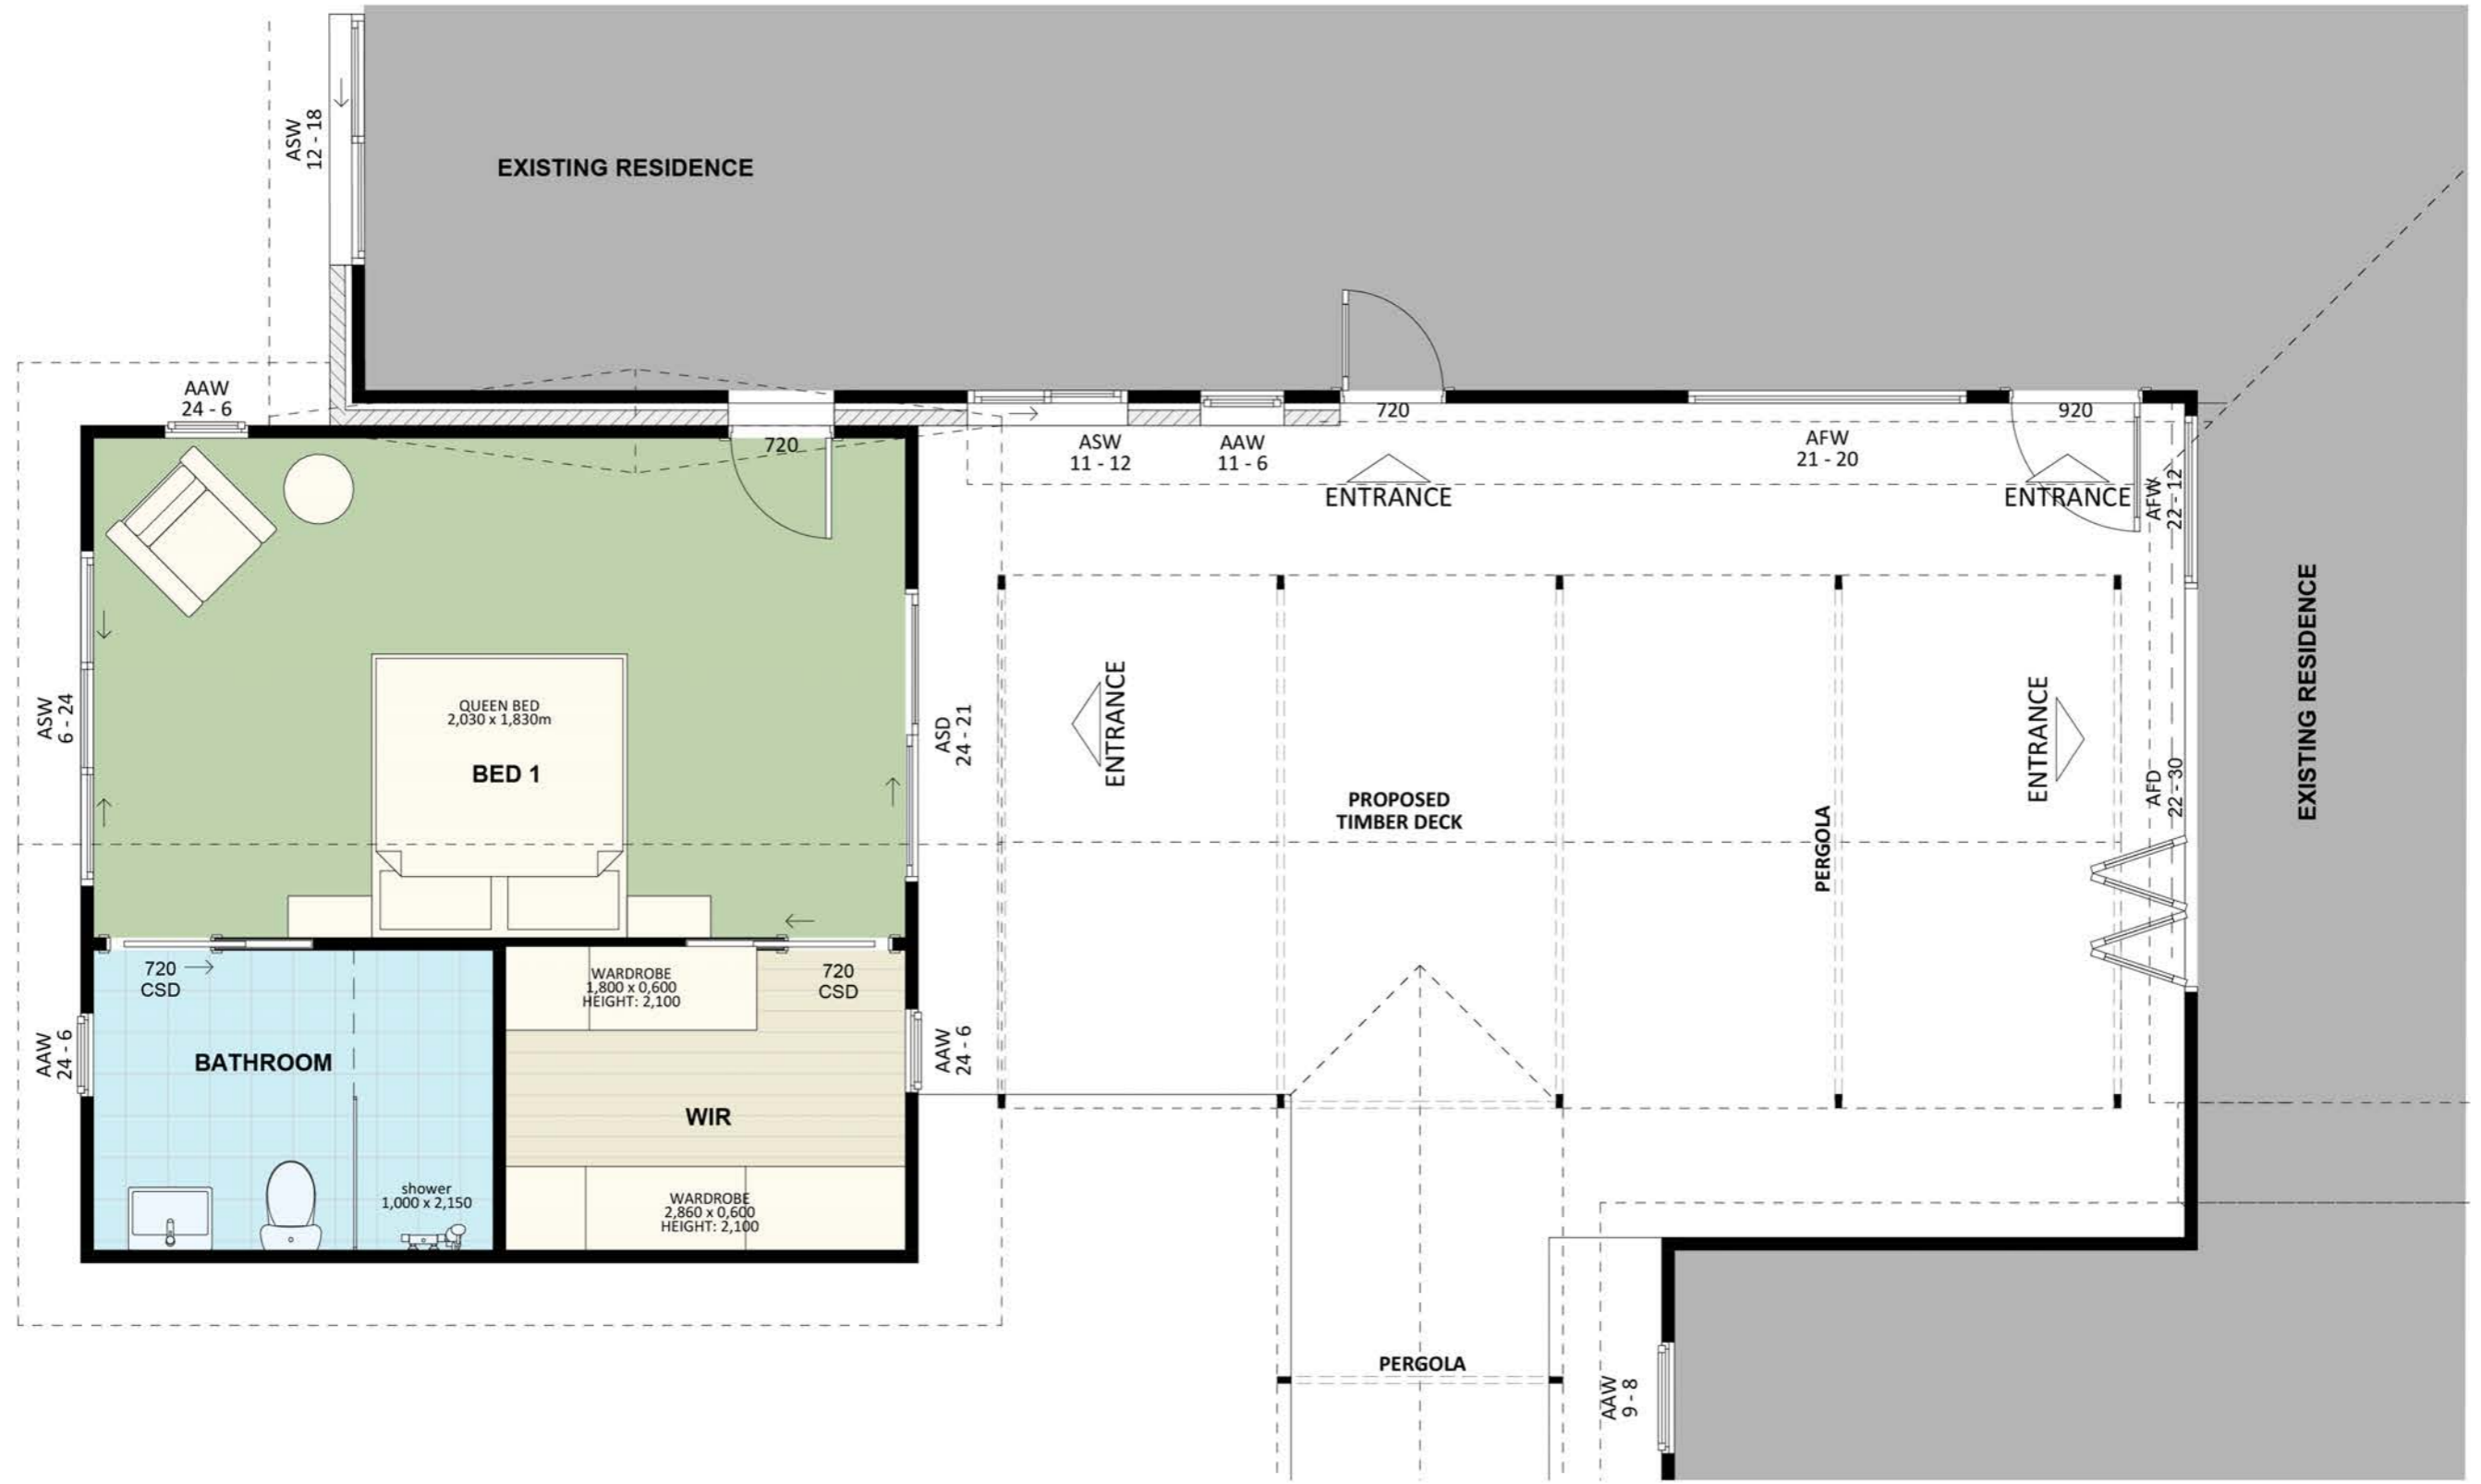 ASW
12 - 18
EXISTING RESIDENCE
AAW
24 - 6
720
720
920
ASW
11 - 12
AAW
11 - 6
AFW
21 - 20
ENTRANCE
ENTRANCE
AFW
22 - 12
EXISTING RESIDENCE
ASW
6 - 24
QUEEN BED
2,030 x 1,830m
BED 1
ASD
24 - 21
ENTRANCE
PROPOSED
TIMBER DECK
PERGOLA
ENTRANCE
AFD
22 - 30
720
CSD
WARDROBE
1,800 x 0,600
HEIGHT: 2,100
720
CSD
AAW
24 - 6
BATHROOM
AAW
24 - 6
WIR
shower
1,000 x 2,150
WARDROBE
2,860 x 0,600
HEIGHT: 2,100
PERGOLA
AAW
9 - 8